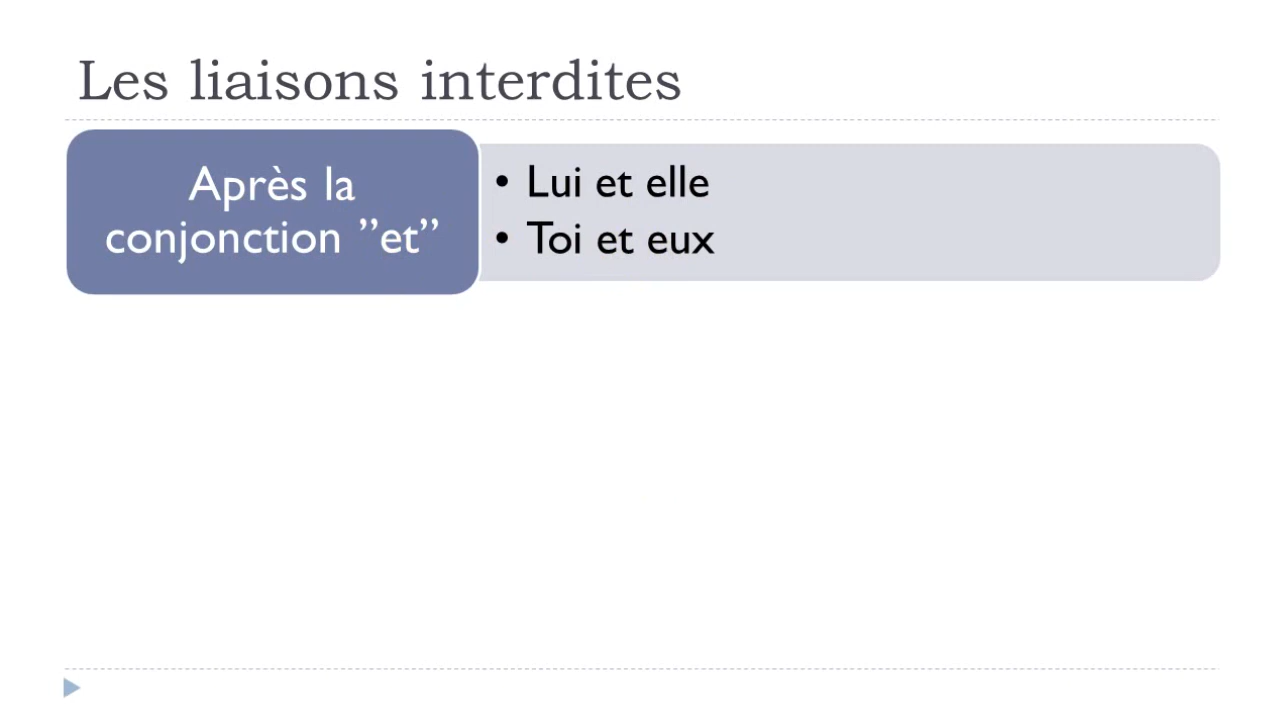 Les liaisons interdites
Après la
conjonction ”et”
• Lui et elle
• Toi et eux